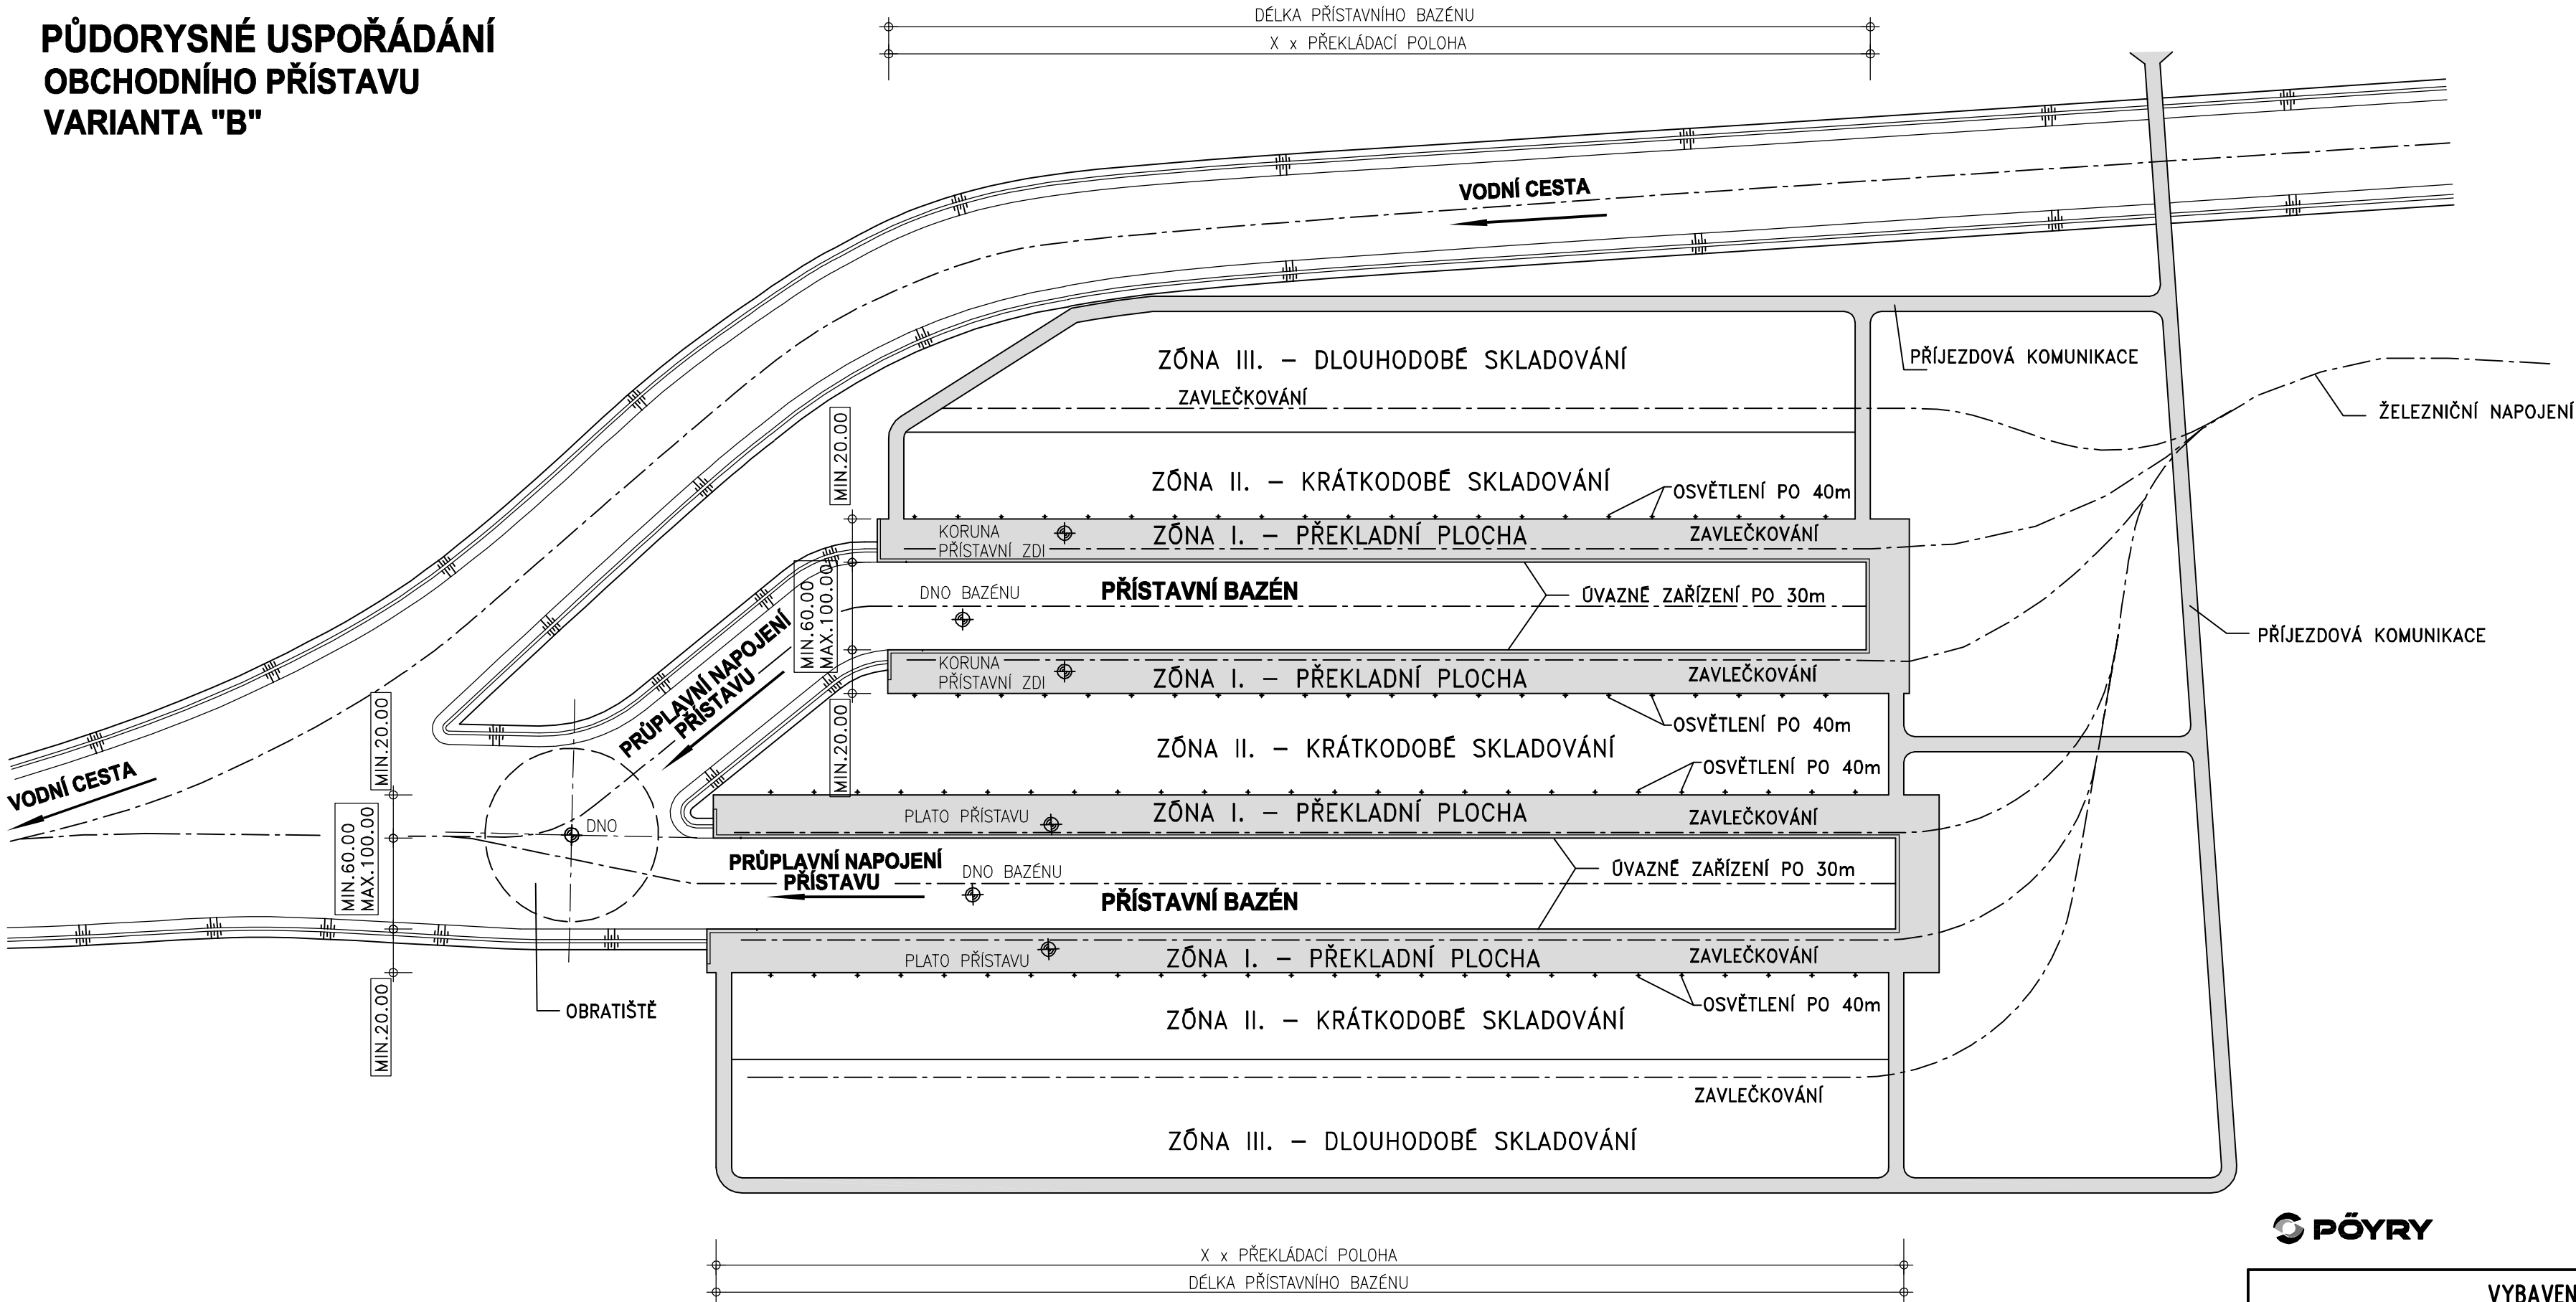 PŮDORYSNÉ USPOŘÁDÁNÍ
OBCHODNÍHO PŘÍSTAVU
VARIANTA "B"
DÉLKA PŘÍSTAVNÍHO BAZÉNU
X x PŘEKLÁDACÍ POLOHA
VODNÍ CESTA
ZÓNA III. – DLOUHODOBÉ SKLADOVÁNÍ
PŘÍJEZDOVÁ KOMUNIKACE
ZAVLEČKOVÁNÍ
ŽELEZNIČNÍ NAPOJENÍ
MIN.20.00
ZÓNA II. – KRÁTKODOBÉ SKLADOVÁNÍ
OSVĚTLENÍ PO 40m
KORUNA
PŘÍSTAVNÍ ZDI
ZÓNA I. – PŘEKLADNÍ PLOCHA
ZAVLEČKOVÁNÍ
MIN.60.00
MAX.100.00
DNO BAZÉNU
PŘÍSTAVNÍ BAZÉN
ÚVAZNÉ ZAŘÍZENÍ PO 30m
PRŮPLAVNÍ NAPOJENÍ
PŘÍSTAVU
PŘÍJEZDOVÁ KOMUNIKACE
KORUNA
PŘÍSTAVNÍ ZDI
ZÓNA I. – PŘEKLADNÍ PLOCHA
ZAVLEČKOVÁNÍ
MIN.20.00
MIN.20.00
OSVĚTLENÍ PO 40m
ZÓNA II. – KRÁTKODOBÉ SKLADOVÁNÍ
OSVĚTLENÍ PO 40m
VODNÍ CESTA
PLATO PŘÍSTAVU
ZÓNA I. – PŘEKLADNÍ PLOCHA
ZAVLEČKOVÁNÍ
DNO
MIN.60.00
MAX.100.00
PRŮPLAVNÍ NAPOJENÍ
PŘÍSTAVU
DNO BAZÉNU
ÚVAZNÉ ZAŘÍZENÍ PO 30m
PŘÍSTAVNÍ BAZÉN
PLATO PŘÍSTAVU
ZÓNA I. – PŘEKLADNÍ PLOCHA
ZAVLEČKOVÁNÍ
MIN.20.00
OBRATIŠTĚ
OSVĚTLENÍ PO 40m
ZÓNA II. – KRÁTKODOBÉ SKLADOVÁNÍ
ZAVLEČKOVÁNÍ
ZÓNA III. – DLOUHODOBÉ SKLADOVÁNÍ
PÖYRY
X x PŘEKLÁDACÍ POLOHA
DÉLKA PŘÍSTAVNÍHO BAZÉNU
VYBAVEN